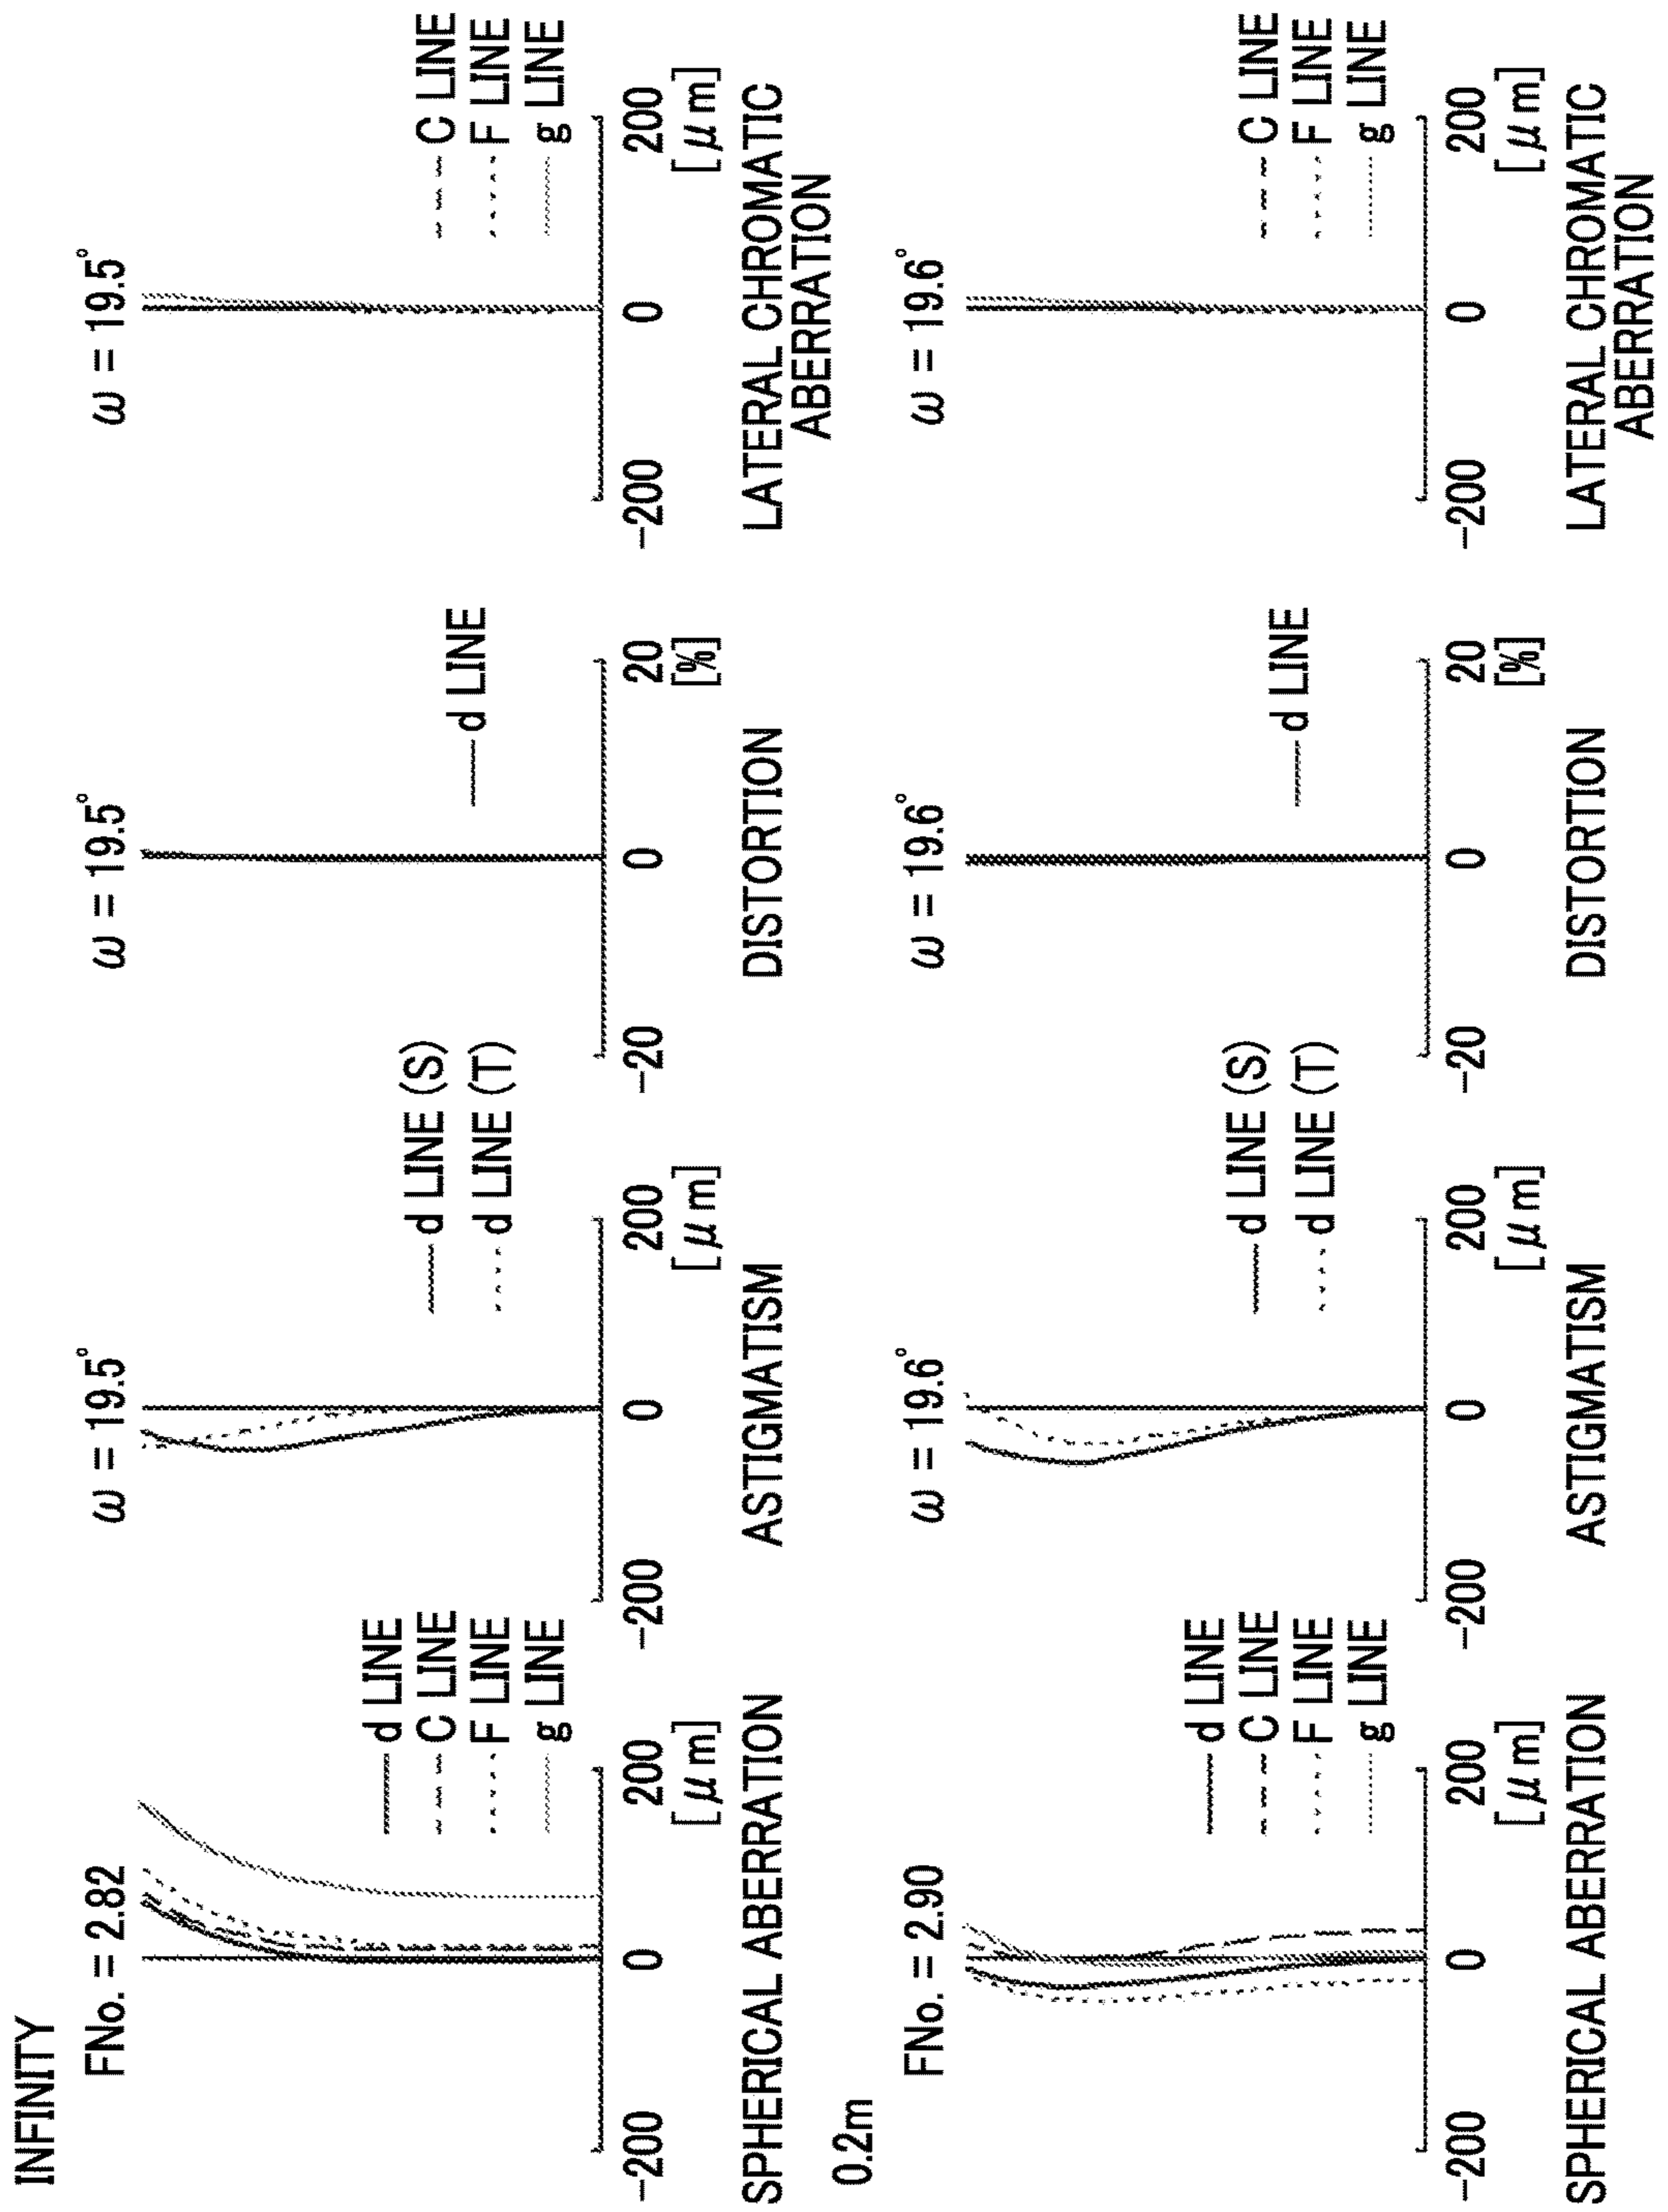 INFINITY
FNo. = 2.82
d LINE
C LINE
F LINE
g LINE
-200
0
200
[μm]
SPHERICAL ABERRATION
ω = 19.5°
d LINE (S)
d LINE (T)
-200
0
200
[μm]
ASTIGMATISM
ω = 19.5°
d LINE
-20
0
20
[%]
DISTORTION
ω = 19.5°
C LINE
F LINE
g LINE
-200
0
200
[μm]
LATERAL CHROMATIC
ABERRATION
0.2m
FNo. = 2.90
d LINE
C LINE
F LINE
g LINE
-200
0
200
[μm]
SPHERICAL ABERRATION
ω = 19.6°
d LINE (S)
d LINE (T)
-200
0
200
[μm]
ASTIGMATISM
ω = 19.6°
d LINE
-20
0
20
[%]
DISTORTION
ω = 19.6°
C LINE
F LINE
g LINE
-200
0
200
[μm]
LATERAL CHROMATIC
ABERRATION